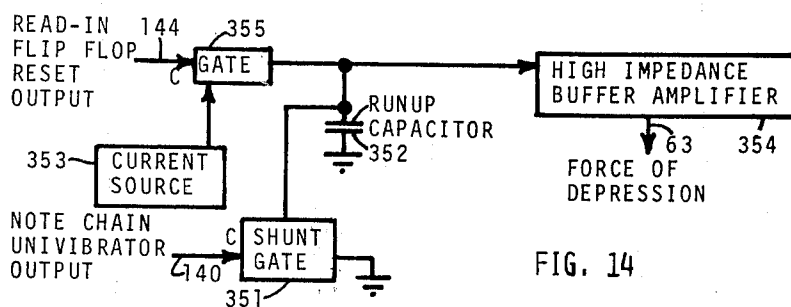 READ-IN 144
FLIP FLOP
RESET
OUTPUT
C
355
GATE
HIGH IMPEDANCE
BUFFER AMPLIFIER
RUNUP
CAPACITOR
352
353
CURRENT
SOURCE
63
354
FORCE OF
DEPRESSION
NOTE CHAIN
UNIVIBRATOR
OUTPUT
140
C
SHUNT
GATE
351
FIG. 14